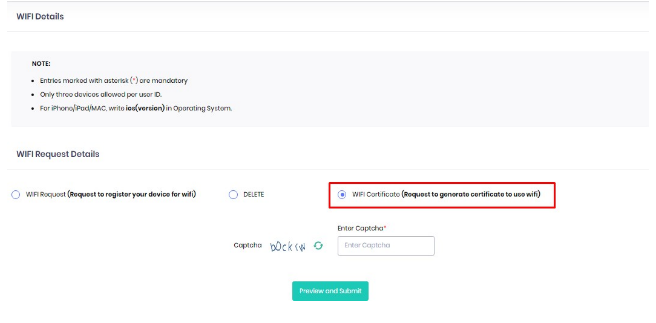 WIFI Details
NOTE:
Entries marked with asterisk (*) are mandatory
Only three devices allowed per user ID.
For iPhone/iPad/MAC, write ios(version) in Operating System.
WIFI Request Details
WIFI Request (Request to register your device for wifi) DELETE WIFI Certificate (Request to generate certificate to use wifi)
Enter Captcha*
Captcha Enter Captcha
Preview and Submit